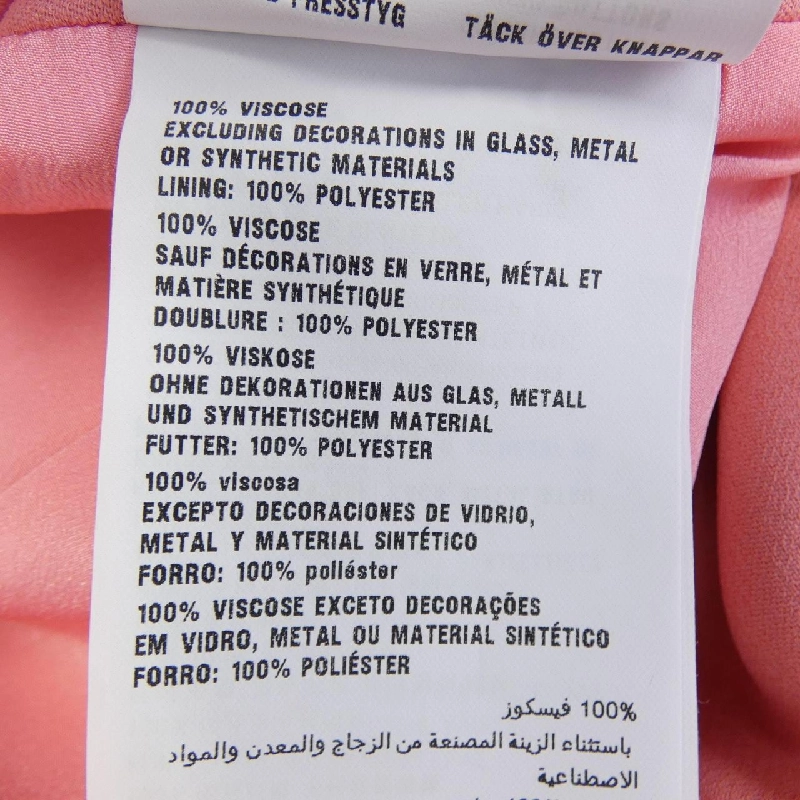 PRESSTYG
TÄCK ÖVER KNAPPAR
100% VISCOSE
EXCLUDING DECORATIONS IN GLASS, METAL
OR SYNTHETIC MATERIALS
LINING: 100% POLYESTER
100% VISCOSE
SAUF DÉCORATIONS EN VERRE, MÉTAL ET
MATIÈRE SYNTHÉTIQUE
DOUBLURE : 100% POLYESTER
100% VISKOSE
OHNE DEKORATIONEN AUS GLAS, METALL
UND SYNTHETISCHEM MATERIAL
FUTTER: 100% POLYESTER
100% viscosa
EXCEPTO DECORACIONES DE VIDRIO,
METAL Y MATERIAL SINTÉTICO
FORRO: 100% poliéster
100% VISCOSE EXCETO DECORAÇÕES
EM VIDRO, METAL OU MATERIAL SINTÉTICO
FORRO: 100% POLIÉSTER
100% فيسكوز
باستثناء الزينة المصنعة من الزجاج والمعدن والمواد
الاصطناعية